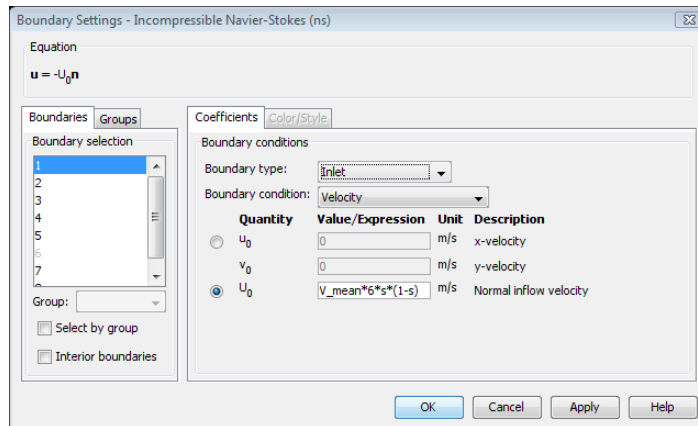 Boundary Settings - Incompressible Navier-Stokes (ns)
Equation
u = -U₀n
Boundaries Groups
Boundary selection
1
2
3
4
5
6
7
Group:
Select by group
Interior boundaries
Coefficients Color/Style
Boundary conditions
Boundary type: Inlet
Boundary condition: Velocity
Quantity Value/Expression Unit Description
u₀ 0 m/s x-velocity
v₀ 0 m/s y-velocity
U₀ V_mean*6*s*(1-s) m/s Normal inflow velocity
OK Cancel Apply Help